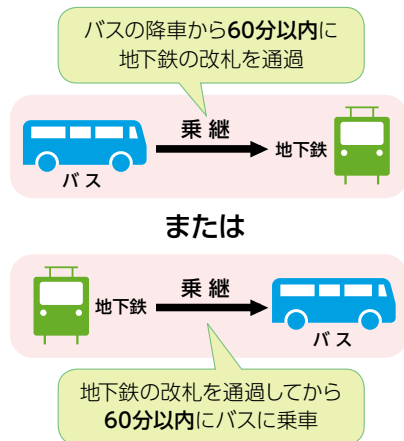 バスの降車から60分以内に
地下鉄の改札を通過
乗継
バス
地下鉄
または
乗継
地下鉄
バス
地下鉄の改札を通過してから
60分以内にバスに乗車